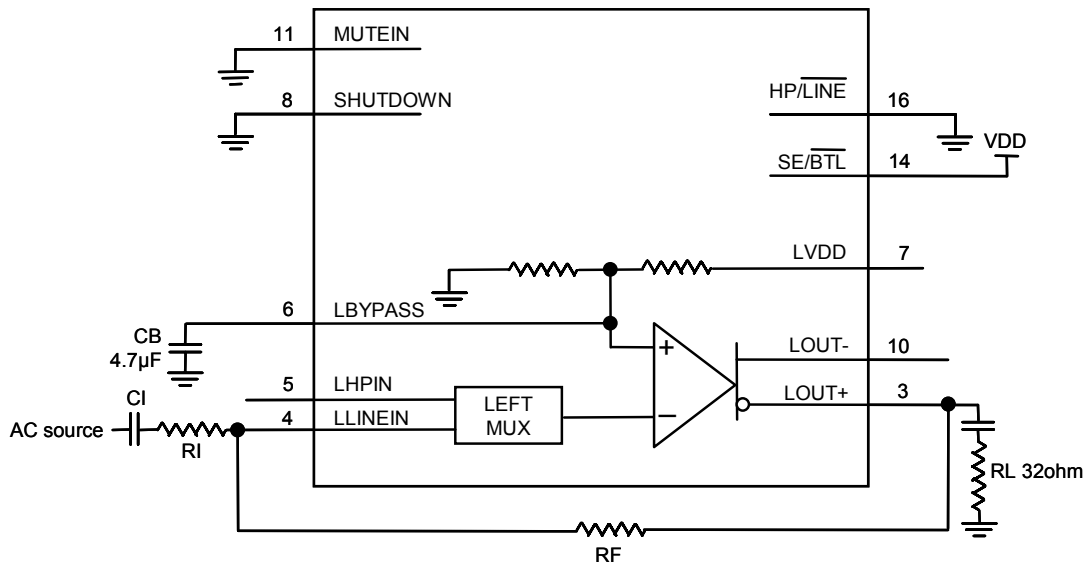 11 MUTEIN
8 SHUTDOWN
HP/LINE 16
VDD
SE/BTL 14
LVDD 7
6 LBYPASS
CB
4.7µF
+
LOUT- 10
5 LHPIN
LOUT+ 3
CI
LEFT
MUX
−
4 LLINEIN
AC source
RI
RL 32ohm
RF